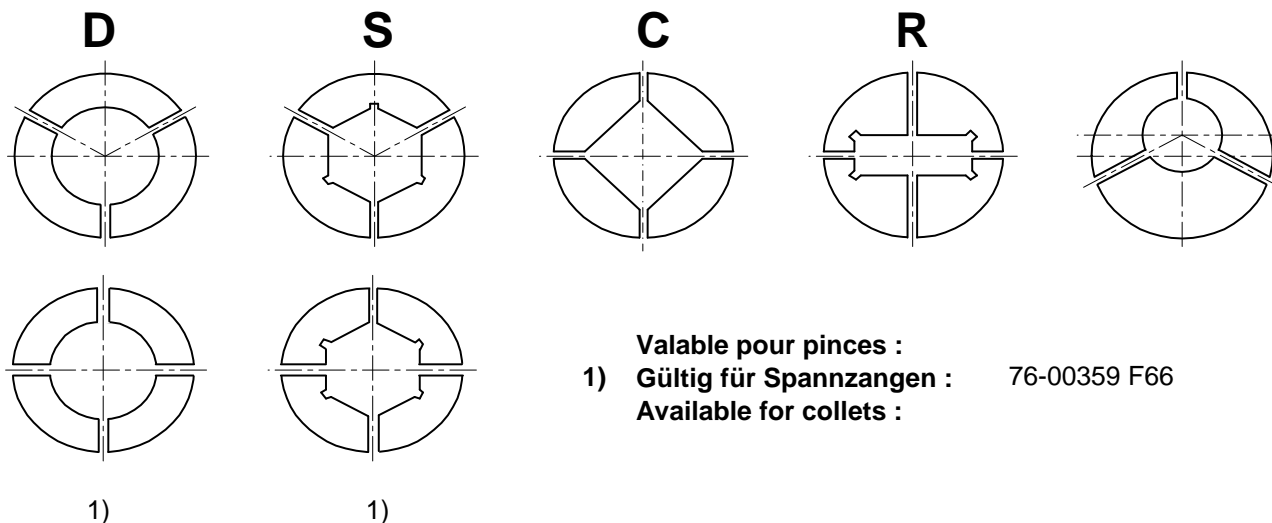 D S C R
Valable pour pinces :
1) Gültig für Spannzangen : 76-00359 F66
Available for collets :
1) 1)